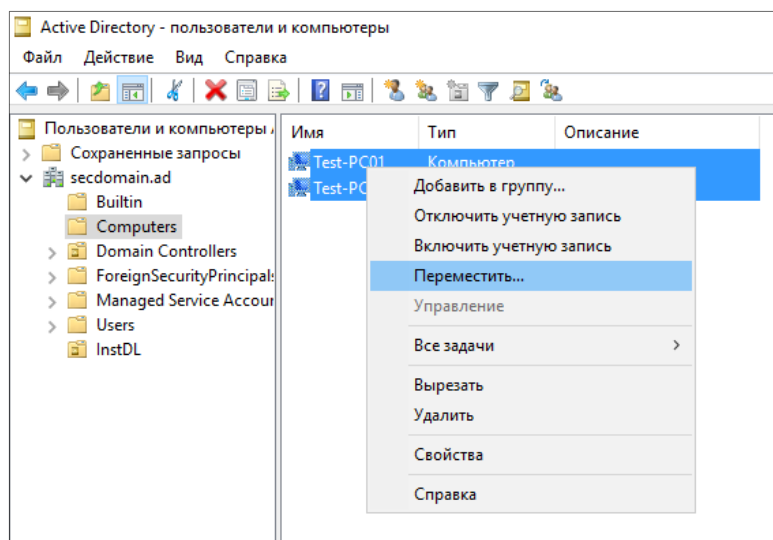 Active Directory - пользователи и компьютеры
Файл Действие Вид Справка
Пользователи и компьютеры
Сохраненные запросы
secdomain.ad
Builtin
Computers
Domain Controllers
ForeignSecurityPrincipal
Managed Service Accour
Users
InstDL
Имя Тип Описание
Test-PC01 Компьютер
Test-PC
Добавить в группу...
Отключить учетную запись
Включить учетную запись
Переместить...
Управление
Все задачи
Вырезать
Удалить
Свойства
Справка